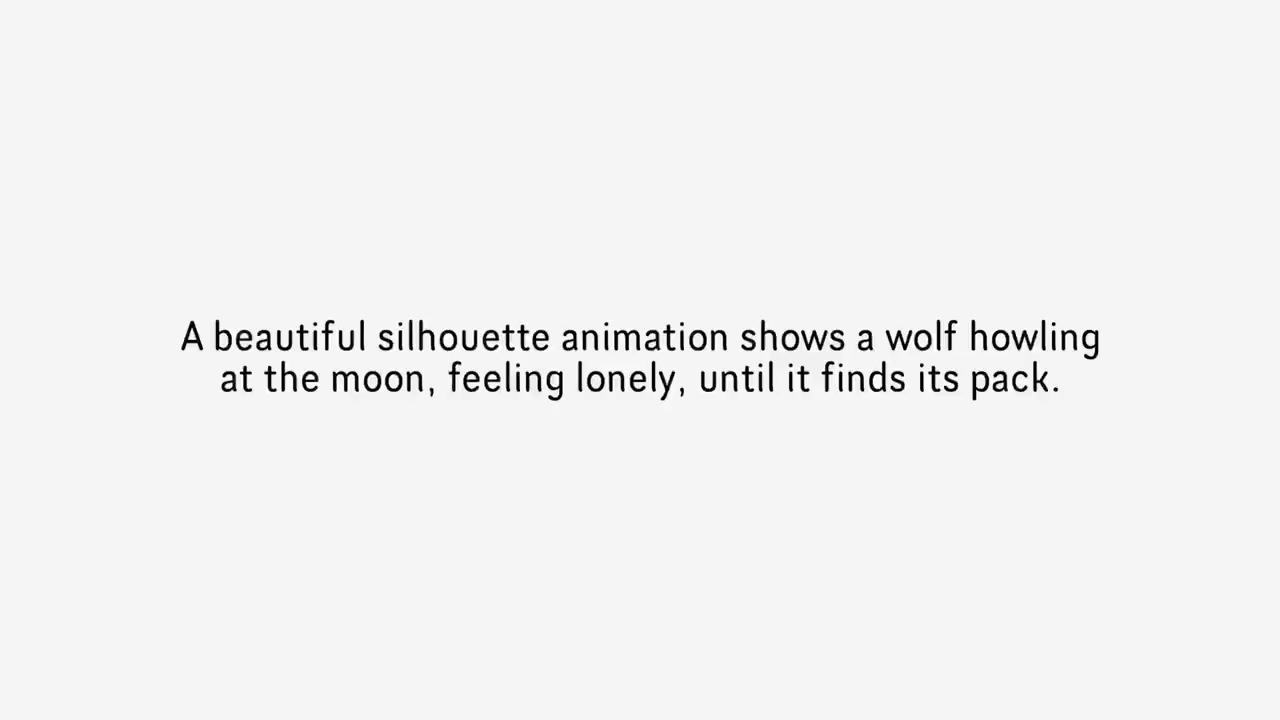 A beautiful silhouette animation shows a wolf howling
at the moon, feeling lonely, until it finds its pack.